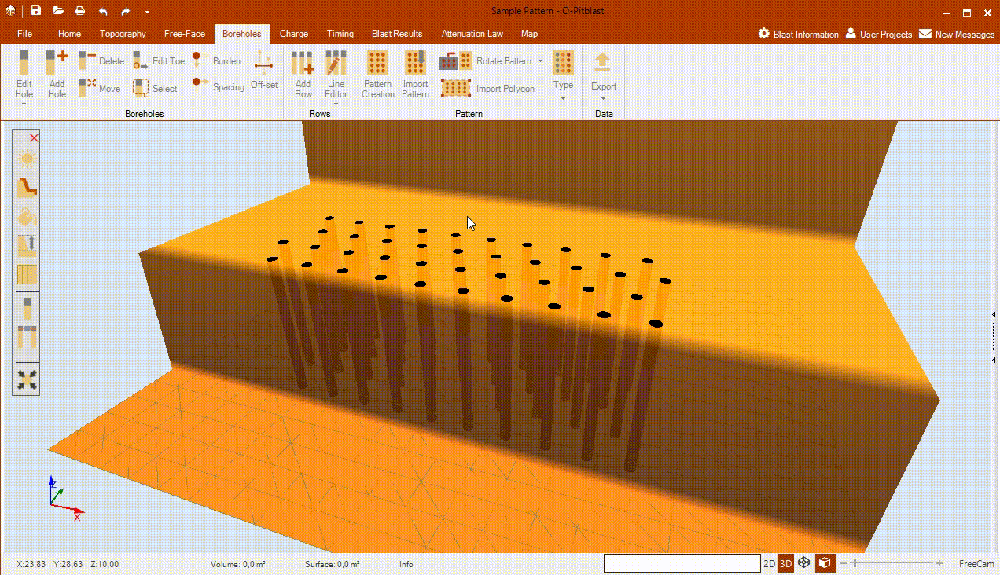 Sample Pattern - O-Pitblast
File Home Topography Free-Face Boreholes Charge Timing Blast Results Attenuation Law Map Blast Information User Projects New Messages
Edit Hole
Add Hole
Delete
Move
Edit Toe
Select
Burden
Spacing
Off-set
Boreholes
Add Row
Line Editor
Rows
Pattern Creation
Import Pattern
Rotate Pattern
Import Polygon
Type
Pattern
Export
Data
Z
X
X:23,83 Y:28,63 Z:10,00 Volume: 0,0 m³ Surface: 0,0 m² Info: 2D 3D FreeCam